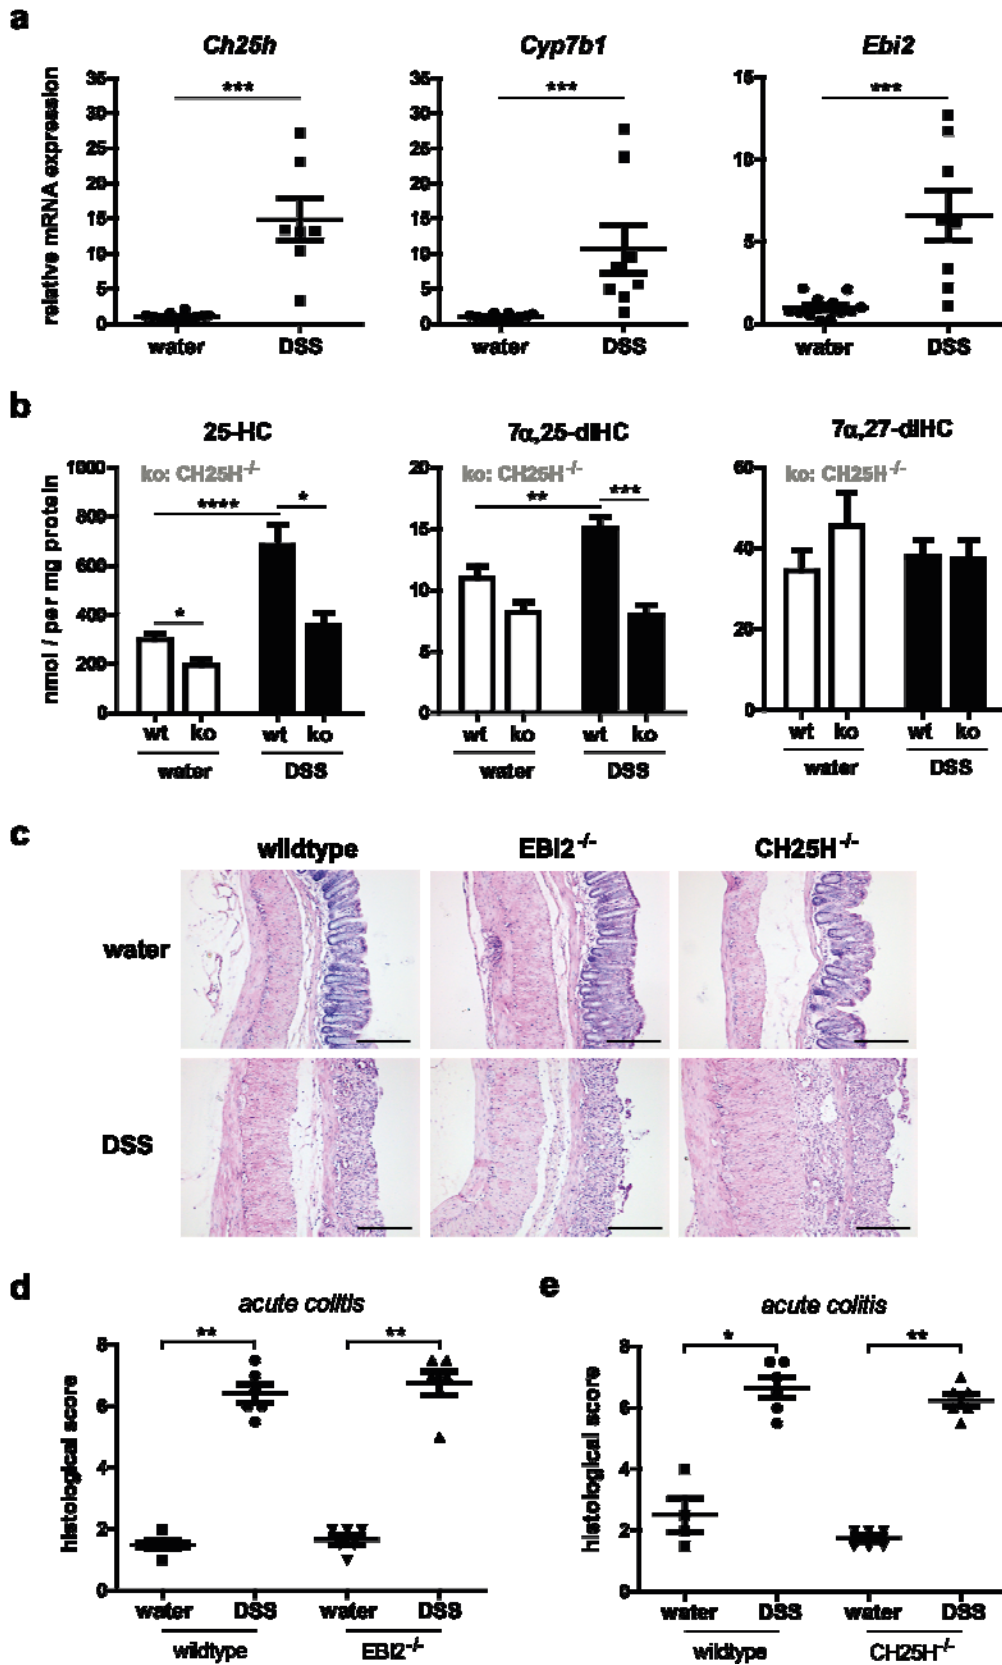 a
Ch25h Cyp7b1 Ebi2
relative mRNA expression
35 30 25 20 15 10 5 0
*** 
water DSS
35 30 25 20 15 10 5 0
***
water DSS
15 10 5 0
***
water DSS
b
25-HC 7α,25-diHC 7α,27-diHC
nmol / per mg protein
1000 800 600 400 200 0
ko: CH25H-/-
**** *
*
wt ko wt ko
water DSS
20 15 10 5 0
ko: CH25H-/-
** ***
wt ko wt ko
water DSS
60 40 20 0
ko: CH25H-/-
wt ko wt ko
water DSS
c
wildtype EBI2-/- CH25H-/-
water
DSS
d
acute colitis
histological score
8 6 4 2 0
** **
water DSS water DSS
wildtype EBI2-/-
e
acute colitis
histological score
8 6 4 2 0
* **
water DSS water DSS
wildtype CH25H-/-